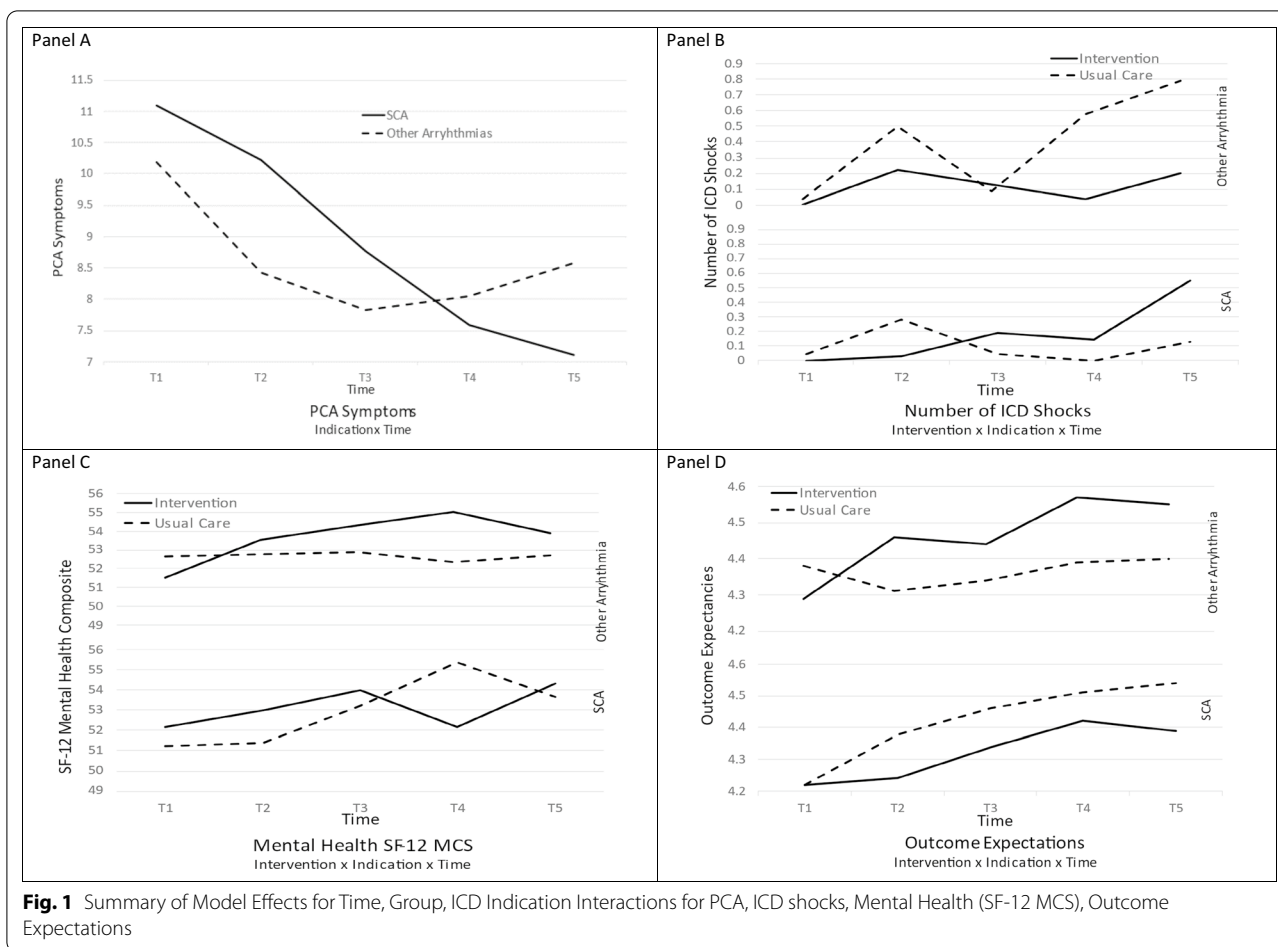 Panel A
11.5
11
10.5
10
9.5
9
8.5
8
7.5
7
PCA Symptoms
SCA
Other Arryhthmias
T1 T2 T3 T4 T5
Time
PCA Symptoms
Indicationx Time
Panel B
Intervention
Usual Care
0.9
0.8
0.7
0.6
0.5
0.4
0.3
0.2
0.1
0
Other Arryhthmia
Number of ICD Shocks
0.9
0.8
0.7
0.6
0.5
0.4
0.3
0.2
0.1
0
SCA
T1 T2 T3 T4 T5
Time
Number of ICD Shocks
Intervention x Indication x Time
Panel C
Intervention
Usual Care
56
55
54
53
52
51
50
49
Other Arryhthmia
SF-12 Mental Health Composite
56
55
54
53
52
51
50
49
SCA
T1 T2 T3 T4 T5
Time
Mental Health SF-12 MCS
Intervention x Indication x Time
Panel D
Intervention
Usual Care
4.6
4.5
4.4
4.3
4.2
Other Arryhthmia
Outcome Expectancies
4.6
4.5
4.4
4.3
4.2
SCA
T1 T2 T3 T4 T5
Time
Outcome Expectations
Intervention x Indication x Time
Fig. 1 Summary of Model Effects for Time, Group, ICD Indication Interactions for PCA, ICD shocks, Mental Health (SF-12 MCS), Outcome
Expectations